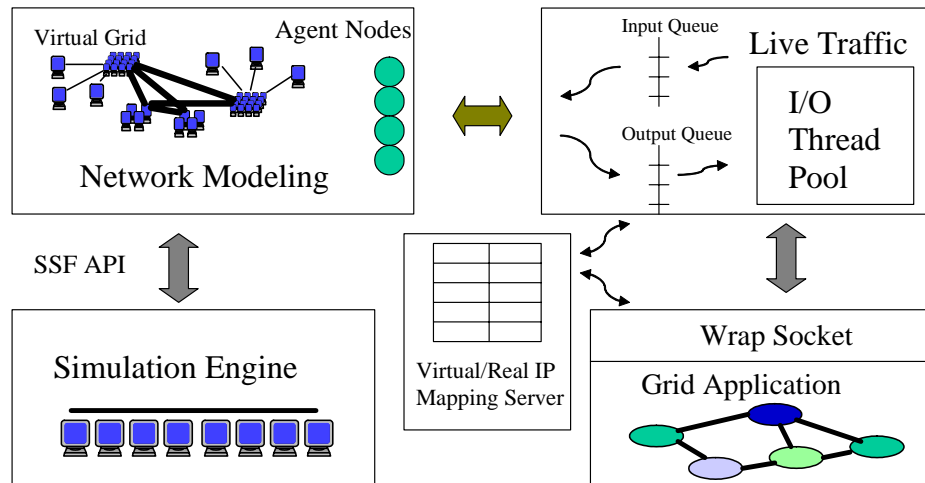 Virtual Grid
Agent Nodes
Network Modeling
Input Queue
Live Traffic
Output Queue
I/O
Thread
Pool
SSF API
Simulation Engine
Virtual/Real IP
Mapping Server
Wrap Socket
Grid Application